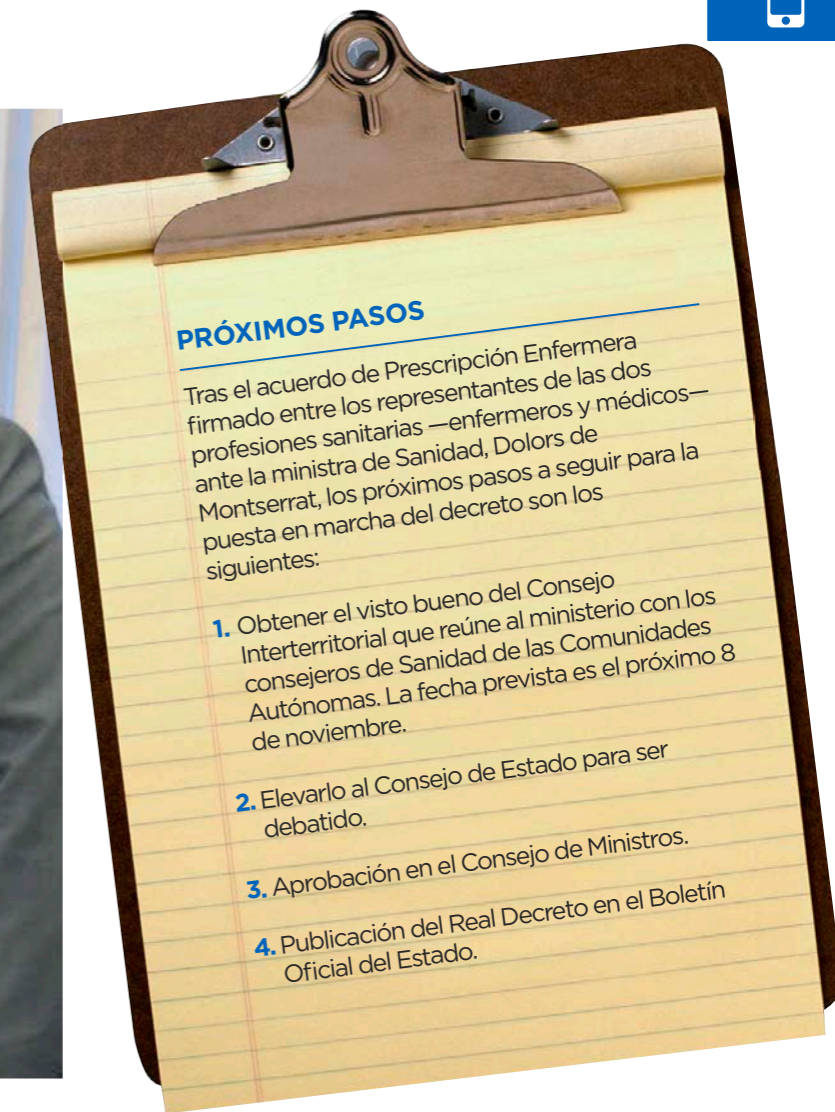 PRÓXIMOS PASOS
Tras el acuerdo de Prescripción Enfermera
firmado entre los representantes de las dos
profesiones sanitarias —enfermeros y médicos—
ante la ministra de Sanidad, Dolors de
Montserrat, los próximos pasos a seguir para la
puesta en marcha del decreto son los
siguientes:
1. Obtener el visto bueno del Consejo
Interterritorial que reúne al ministerio con los
consejeros de Sanidad de las Comunidades
Autónomas. La fecha prevista es el próximo 8
de noviembre.
2. Elevarlo al Consejo de Estado para ser
debatido.
3. Aprobación en el Consejo de Ministros.
4. Publicación del Real Decreto en el Boletín
Oficial del Estado.